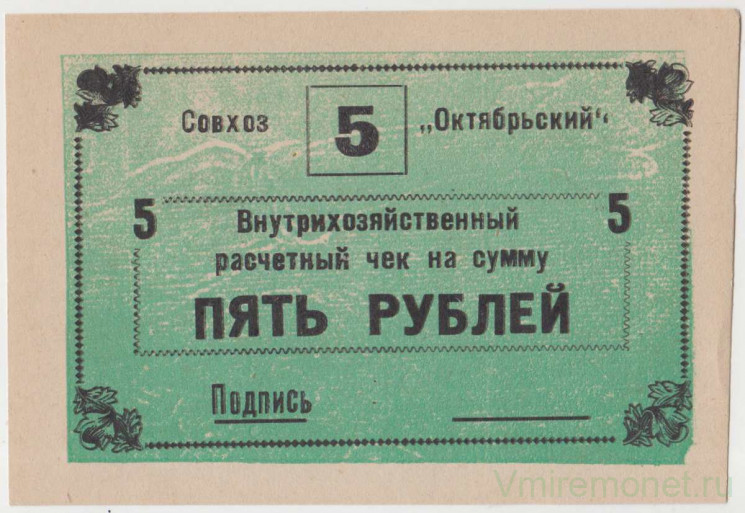 Совхоз 5 „Октябрьский“
5 Внутрихозяйственный 5
расчетный чек на сумму
ПЯТЬ РУБЛЕЙ
Подпись
Vmiremonet.ru